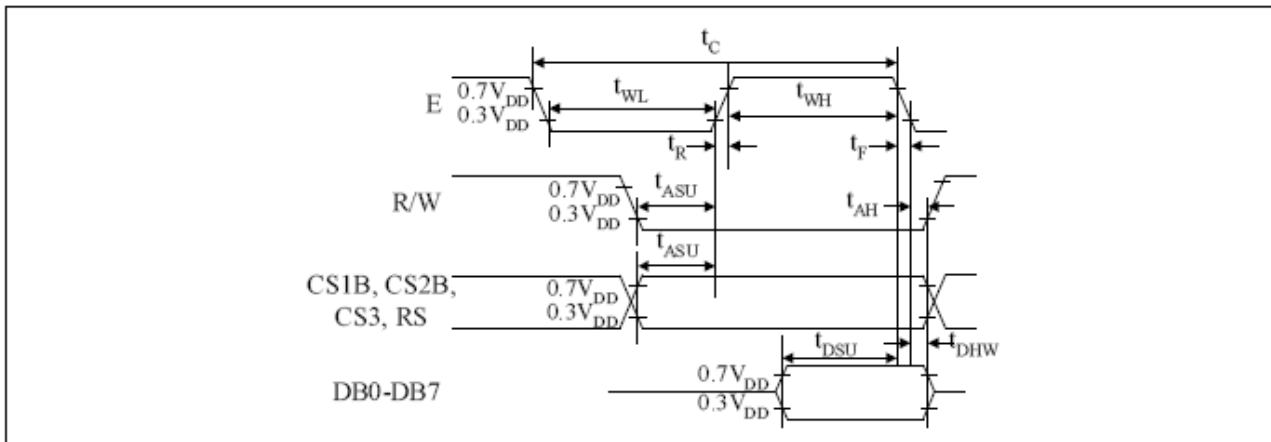 t_C
0.7V_DD
t_WL
t_WH
E
0.3V_DD
t_R
t_F
0.7V_DD
t_ASU
t_AH
R/W
0.3V_DD
t_ASU
CS1B, CS2B,
0.7V_DD
CS3, RS
0.3V_DD
t_DSU
t_DHW
0.7V_DD
DB0-DB7
0.3V_DD